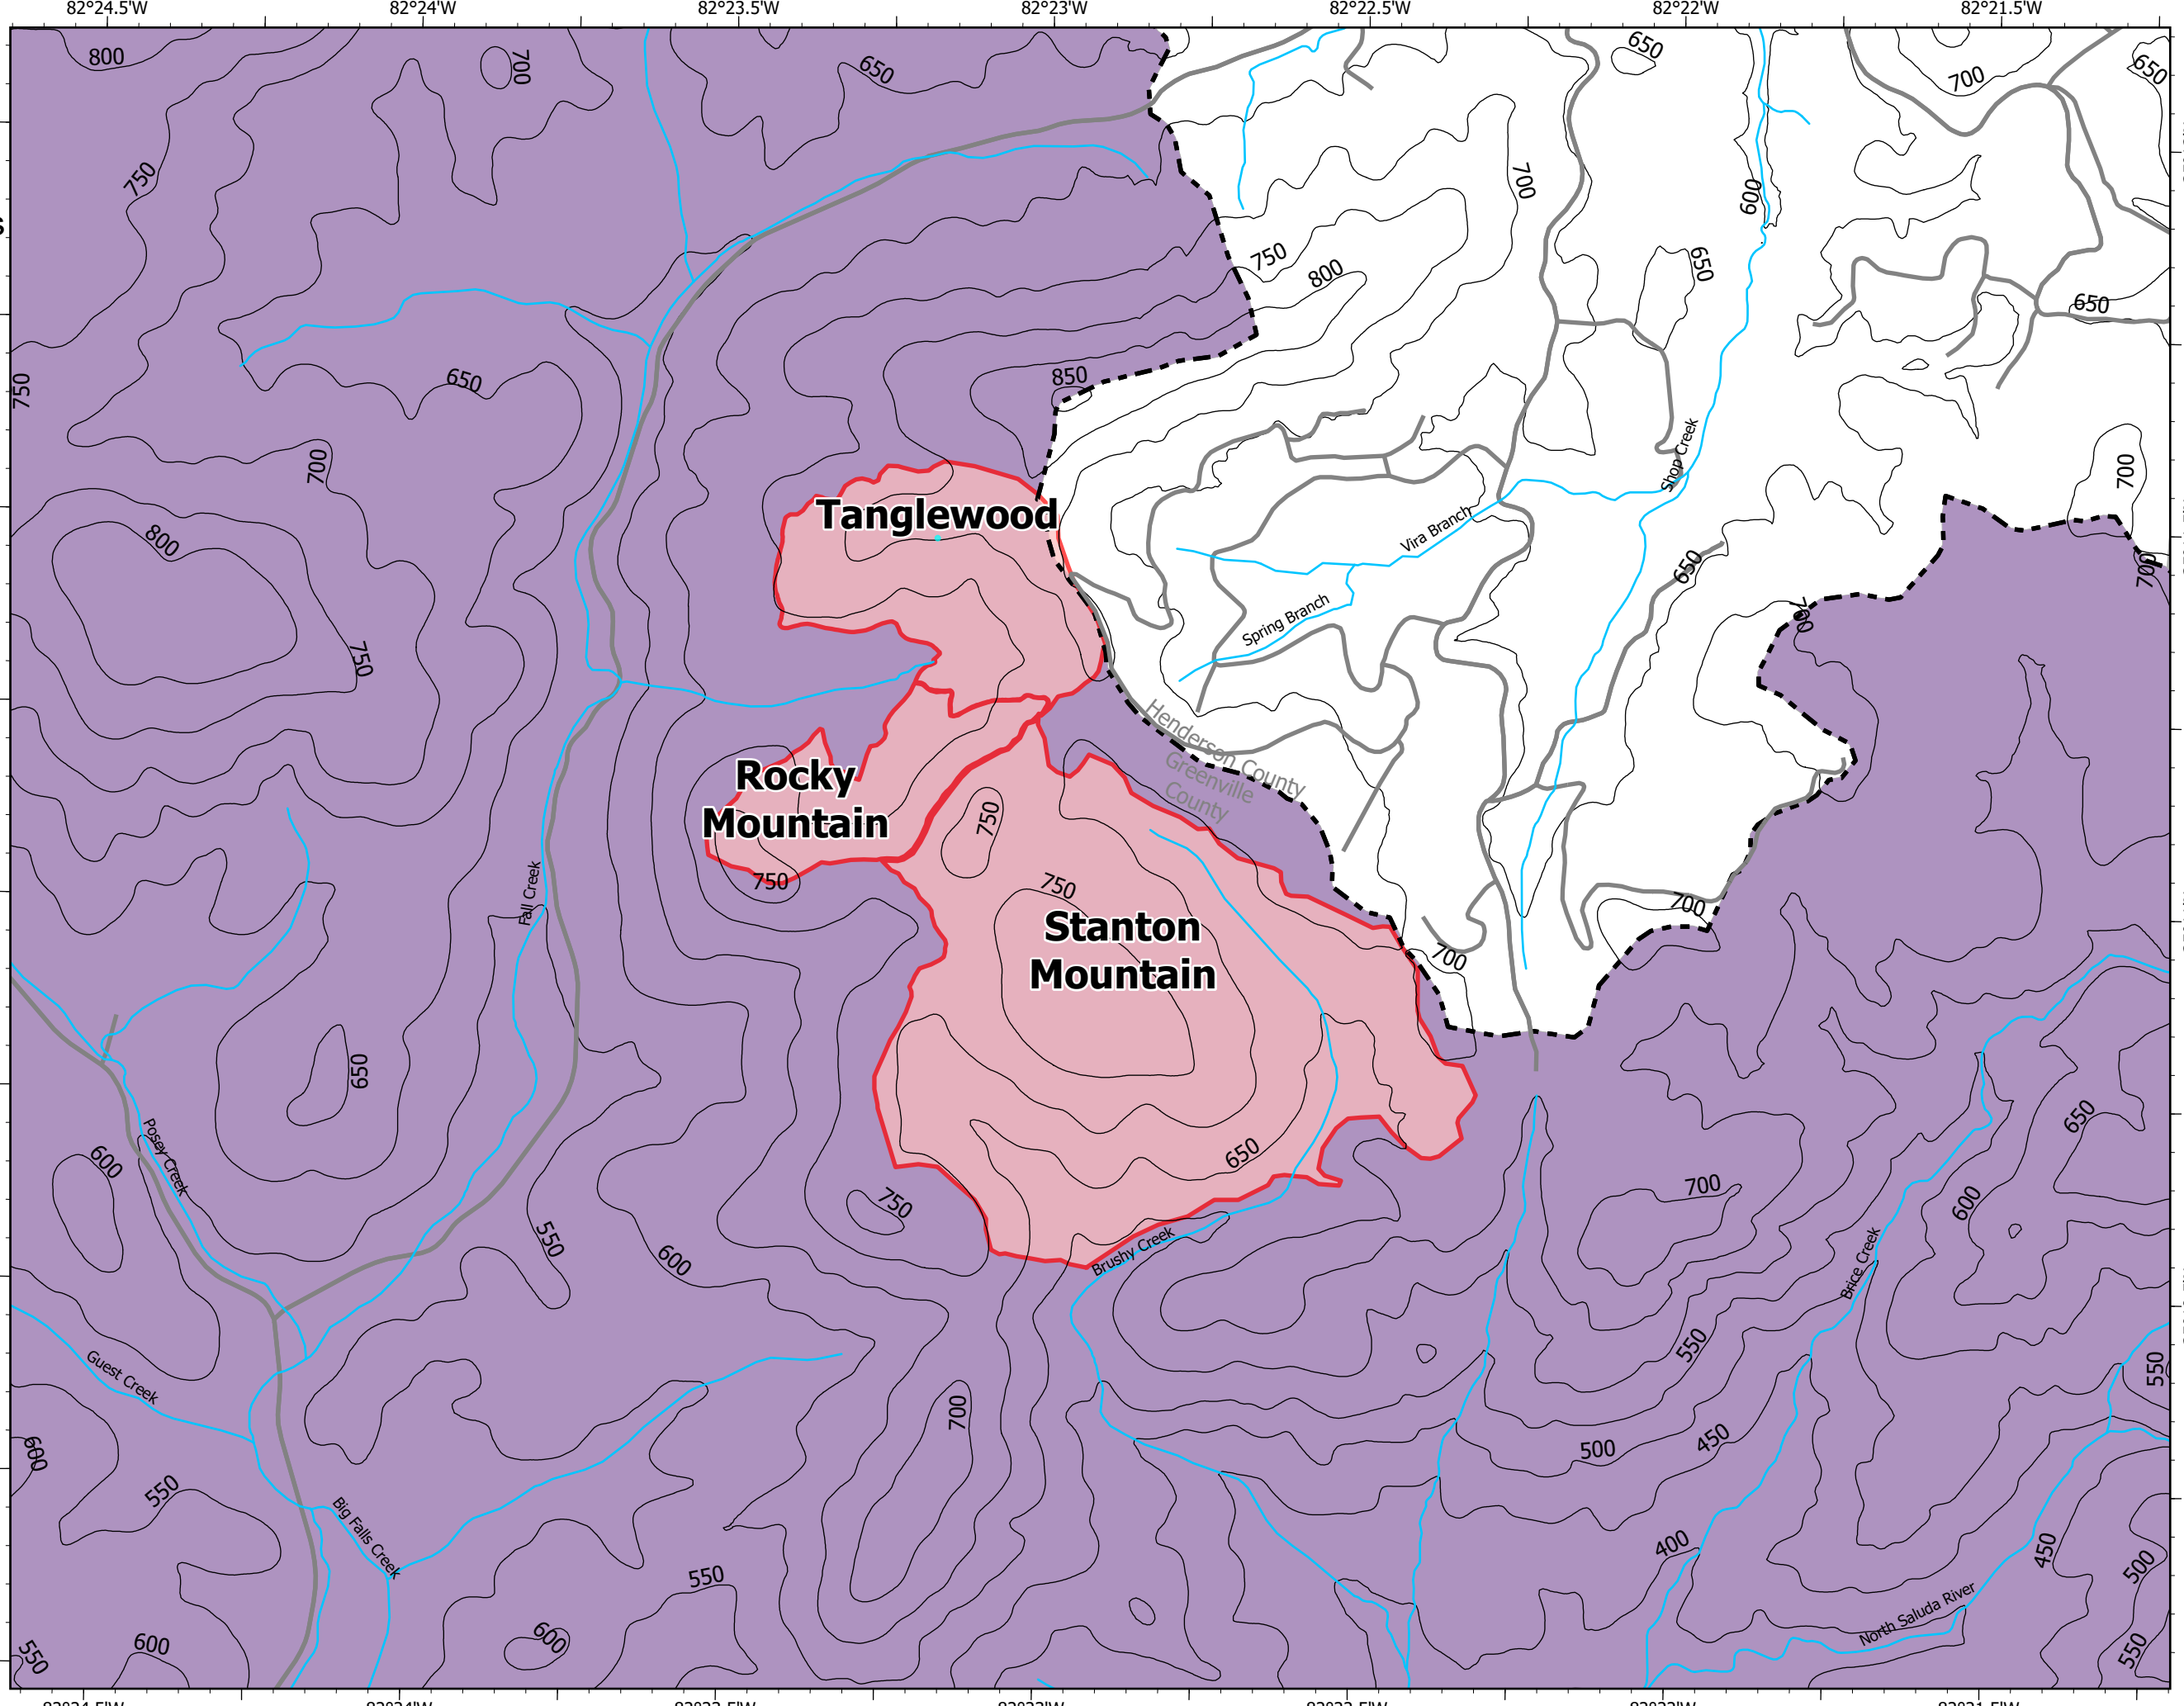 82°24.5'W 82°24'W 82°23.5'W 82°23'W 82°22.5'W 82°22'W 82°21.5'W
800
700
650
650
700
650
750
700
600
750
800
650
650
750
650
850
700
Shop Creek
700
800
Tanglewood
Vira Branch
650
700
750
Spring Branch
700
Henderson County
Greenville
County
Rocky
Mountain
750
750
750
Fall Creek
700
Stanton
Mountain
700
650
Posey Creek
600
650
650
700
750
600
550
600
Brushy Creek
Brice Creek
550
Guest Creek
550
700
600
500
450
550
Big Falls Creek
400
450
500
550
North Saluda River
600
600
550
550